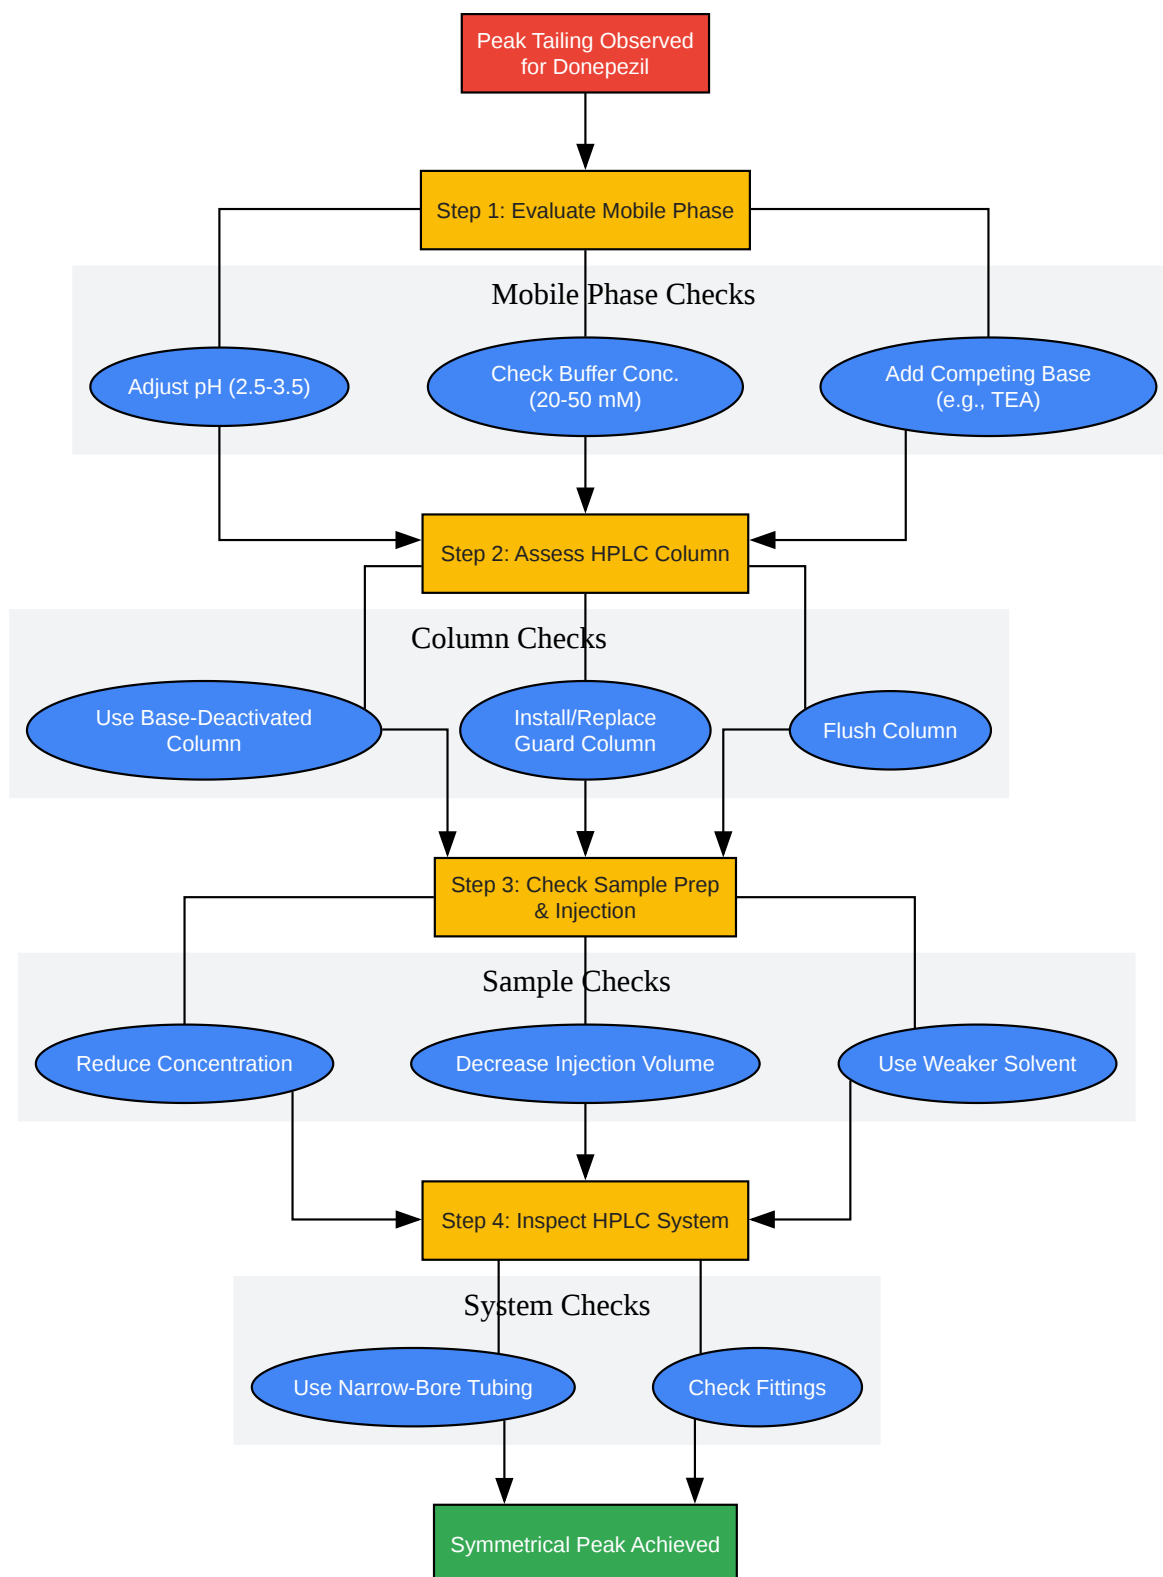 Peak Tailing Observed
for Donepezil
Step 1: Evaluate Mobile Phase
Mobile Phase Checks
Adjust pH (2.5-3.5)
Check Buffer Conc.
(20-50 mM)
Add Competing Base
(e.g., TEA)
Step 2: Assess HPLC Column
Column Checks
Use Base-Deactivated
Column
Install/Replace
Guard Column
Flush Column
Step 3: Check Sample Prep
& Injection
Sample Checks
Reduce Concentration
Decrease Injection Volume
Use Weaker Solvent
Step 4: Inspect HPLC System
System Checks
Use Narrow-Bore Tubing
Check Fittings
Symmetrical Peak Achieved